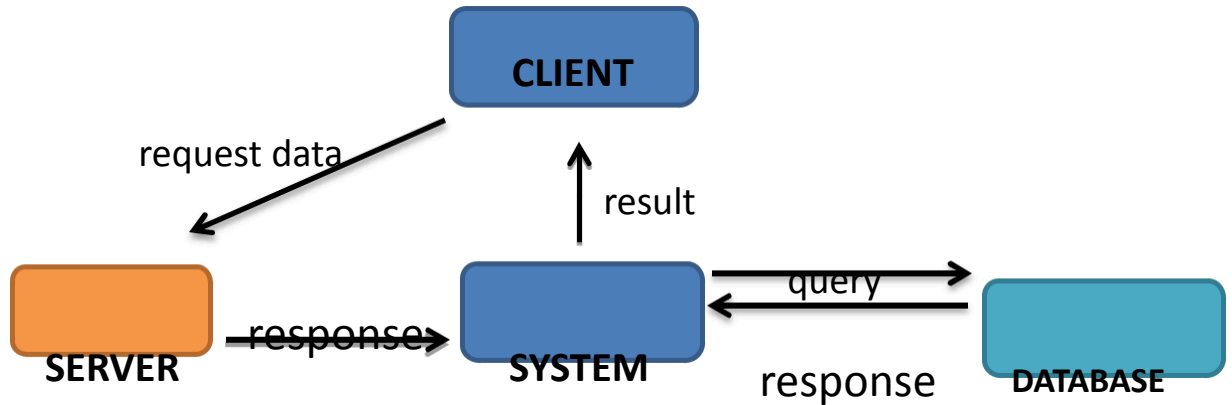 CLIENT
request data
result
query
response
SERVER
SYSTEM
response
DATABASE